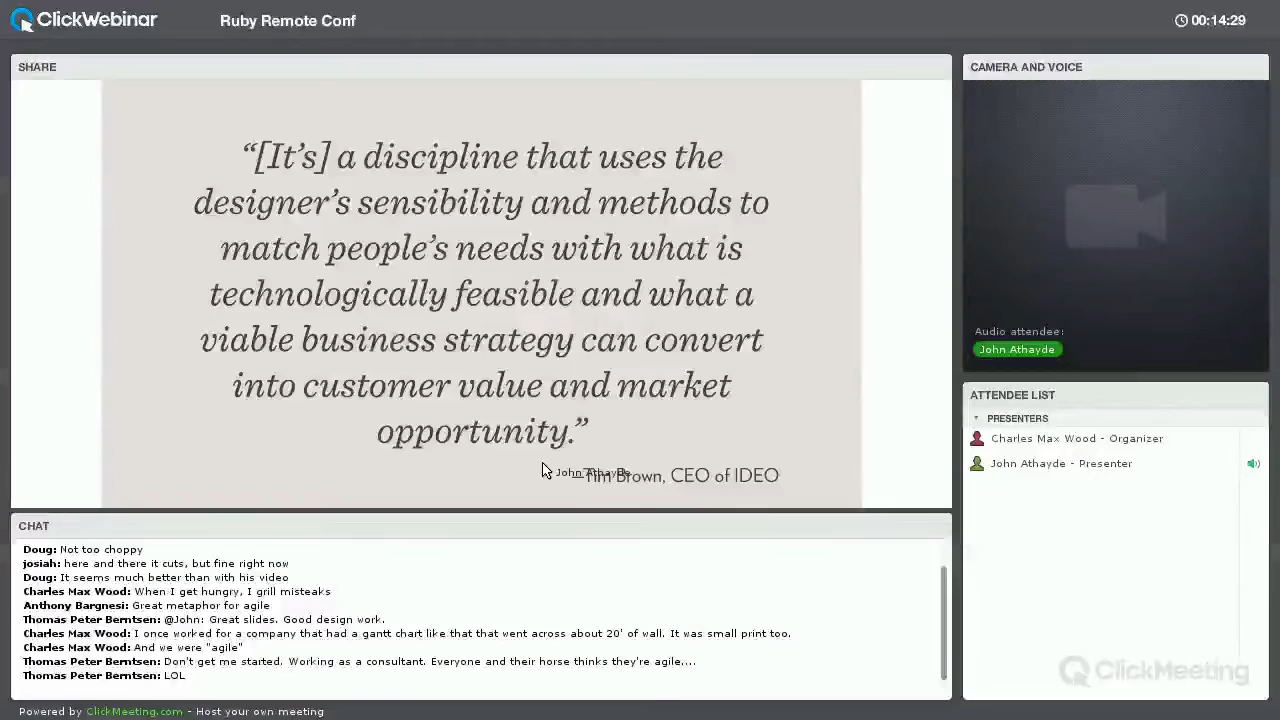 ClickWebinar
Ruby Remote Conf
00:14:29
SHARE
“[It’s] a discipline that uses the
designer’s sensibility and methods to
match people’s needs with what is
technologically feasible and what a
viable business strategy can convert
into customer value and market
opportunity.”
John Athayde
—Tim Brown, CEO of IDEO
CAMERA AND VOICE
Audio attendee:
John Athayde
ATTENDEE LIST
PRESENTERS
Charles Max Wood - Organizer
John Athayde - Presenter
CHAT
Doug: Not too choppy
josiah: here and there it cuts, but fine right now
Doug: It seems much better than with his video
Charles Max Wood: When I get hungry, I grill misteaks
Anthony Bargnesi: Great metaphor for agile
Thomas Peter Berntsen: @John: Great slides. Good design work.
Charles Max Wood: I once worked for a company that had a gantt chart like that that went across about 20' of wall. It was small print too.
Charles Max Wood: And we were "agile"
Thomas Peter Berntsen: Don't get me started. Working as a consultant. Everyone and their horse thinks they're agile....
Thomas Peter Berntsen: LOL
ClickMeeting
Powered by ClickMeeting.com - Host your own meeting